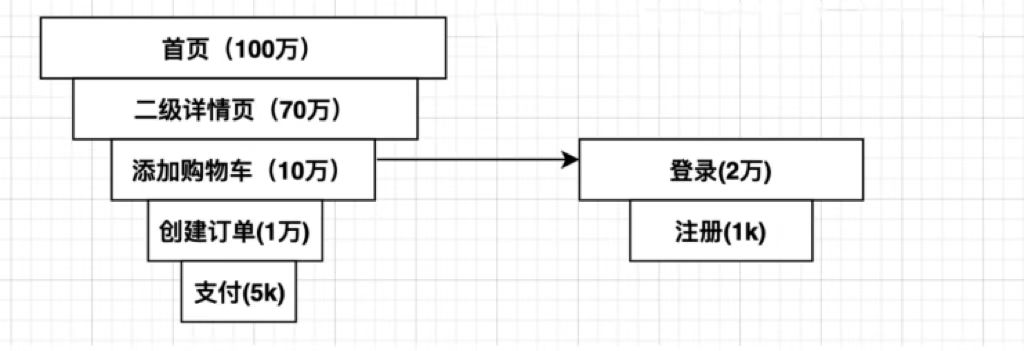 首页（100万）
二级详情页（70万）
添加购物车（10万）
登录(2万)
创建订单(1万)
注册(1k)
支付(5k)